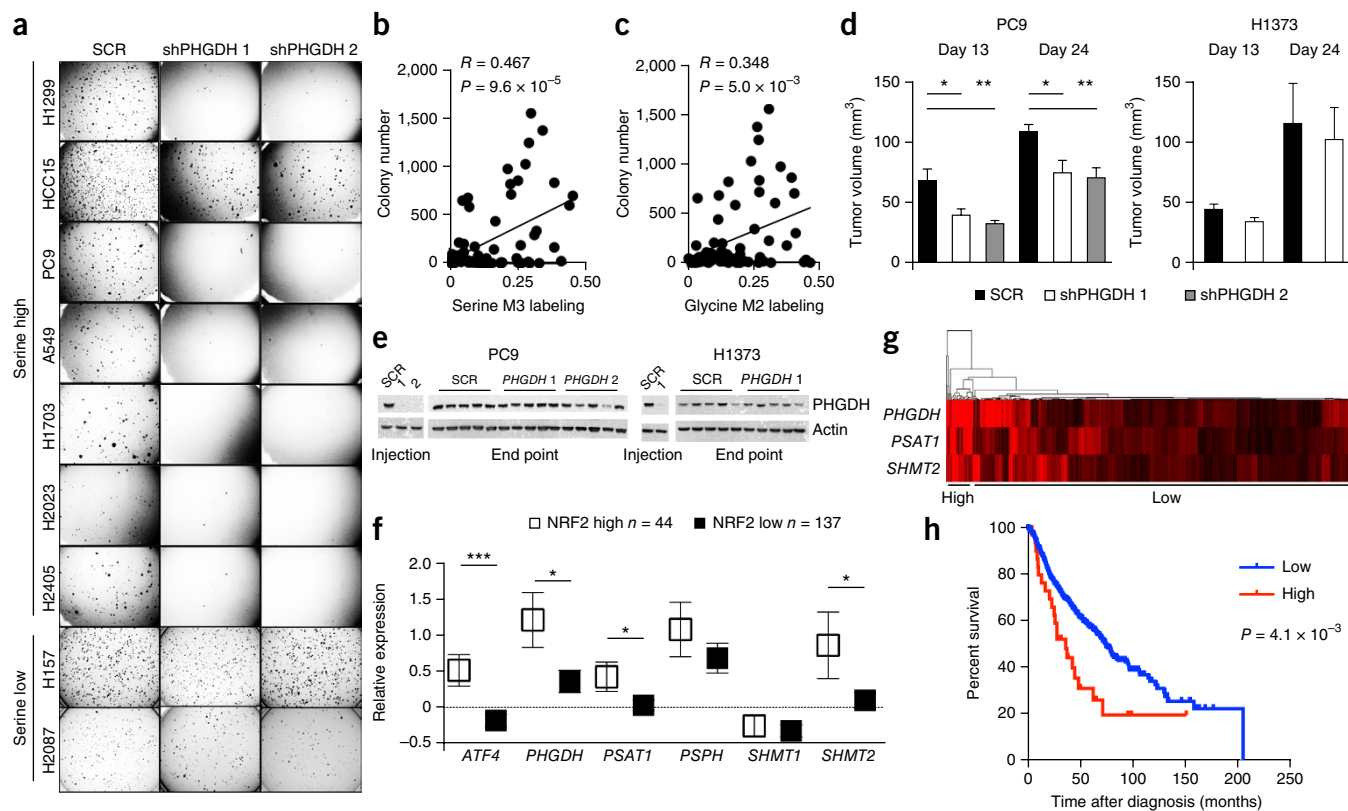 a
SCR shPHGDH 1 shPHGDH 2
Serine high
H1299
HCC15
PC9
A549
H1703
H2023
H2405
Serine low
H157
H2087
b
R = 0.467
P = 9.6 × 10⁻⁵
Colony number
2,000
1,500
1,000
500
0
0 0.25 0.50
Serine M3 labeling
c
R = 0.348
P = 5.0 × 10⁻³
Colony number
2,000
1,500
1,000
500
0
0 0.25 0.50
Glycine M2 labeling
d
PC9
Day 13 Day 24
* ** * **
Tumor volume (mm³)
150
100
50
0
H1373
Day 13 Day 24
Tumor volume (mm³)
150
100
50
0
SCR shPHGDH 1 shPHGDH 2
e
PC9
SCR 1 2
SCR PHGDH 1 PHGDH 2
H1373
SCR 1
SCR PHGDH 1
PHGDH
Actin
Injection End point Injection End point
f
NRF2 high n = 44 NRF2 low n = 137
Relative expression
2.0
1.5
1.0
0.5
0
–0.5
*** * * *
ATF4 PHGDH PSAT1 PSPH SHMT1 SHMT2
g
PHGDH
PSAT1
SHMT2
High Low
h
Percent survival
100
80
60
40
20
0
Low
High
P = 4.1 × 10⁻³
0 50 100 150 200 250
Time after diagnosis (months)